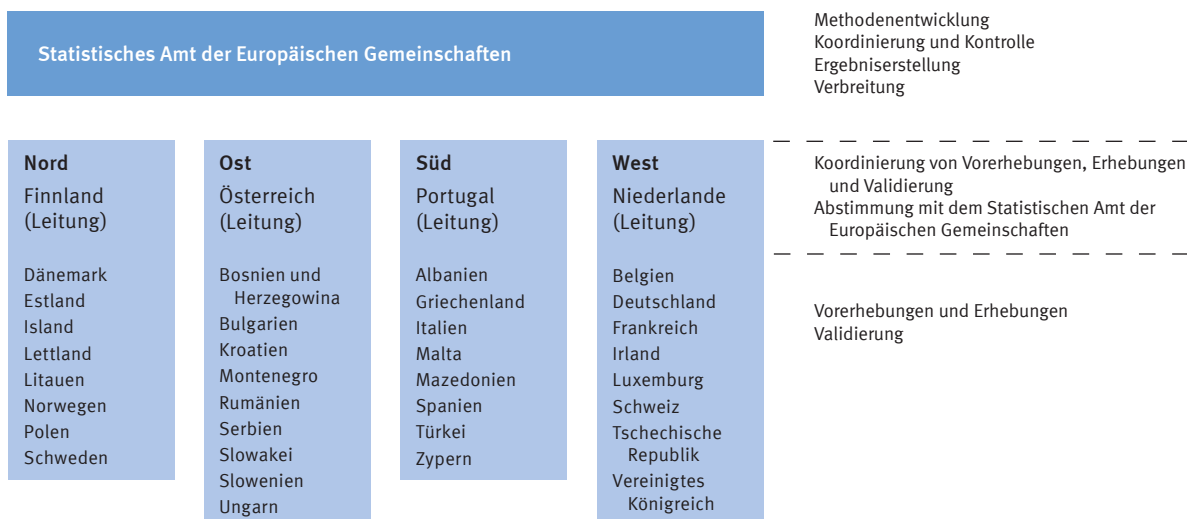 Statistisches Amt der Europäischen Gemeinschaften
Methodenentwicklung
Koordinierung und Kontrolle
Ergebniserstellung
Verbreitung
Nord
Finnland
(Leitung)
Dänemark
Estland
Island
Lettland
Litauen
Norwegen
Polen
Schweden
Ost
Österreich
(Leitung)
Bosnien und
Herzegowina
Bulgarien
Kroatien
Montenegro
Rumänien
Serbien
Slowakei
Slowenien
Ungarn
Süd
Portugal
(Leitung)
Albanien
Griechenland
Italien
Malta
Mazedonien
Spanien
Türkei
Zypern
West
Niederlande
(Leitung)
Belgien
Deutschland
Frankreich
Irland
Luxemburg
Schweiz
Tschechische
Republik
Vereinigtes
Königreich
Koordinierung von Vorerhebungen, Erhebungen
und Validierung
Abstimmung mit dem Statistischen Amt der
Europäischen Gemeinschaften
Vorerhebungen und Erhebungen
Validierung